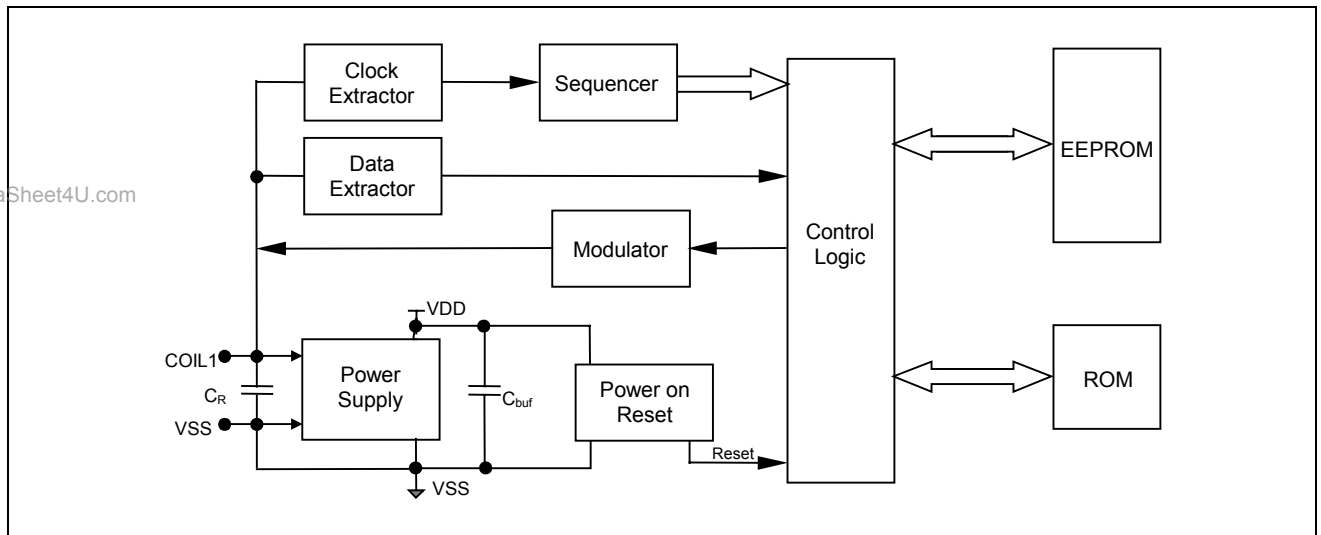 Clock
Extractor
Sequencer
Data
Extractor
EEPROM
aSheet4U.com
Modulator
Control
Logic
VDD
COIL1
Power
Supply
CR
Cbuf
Power on
Reset
ROM
VSS
Reset
VSS